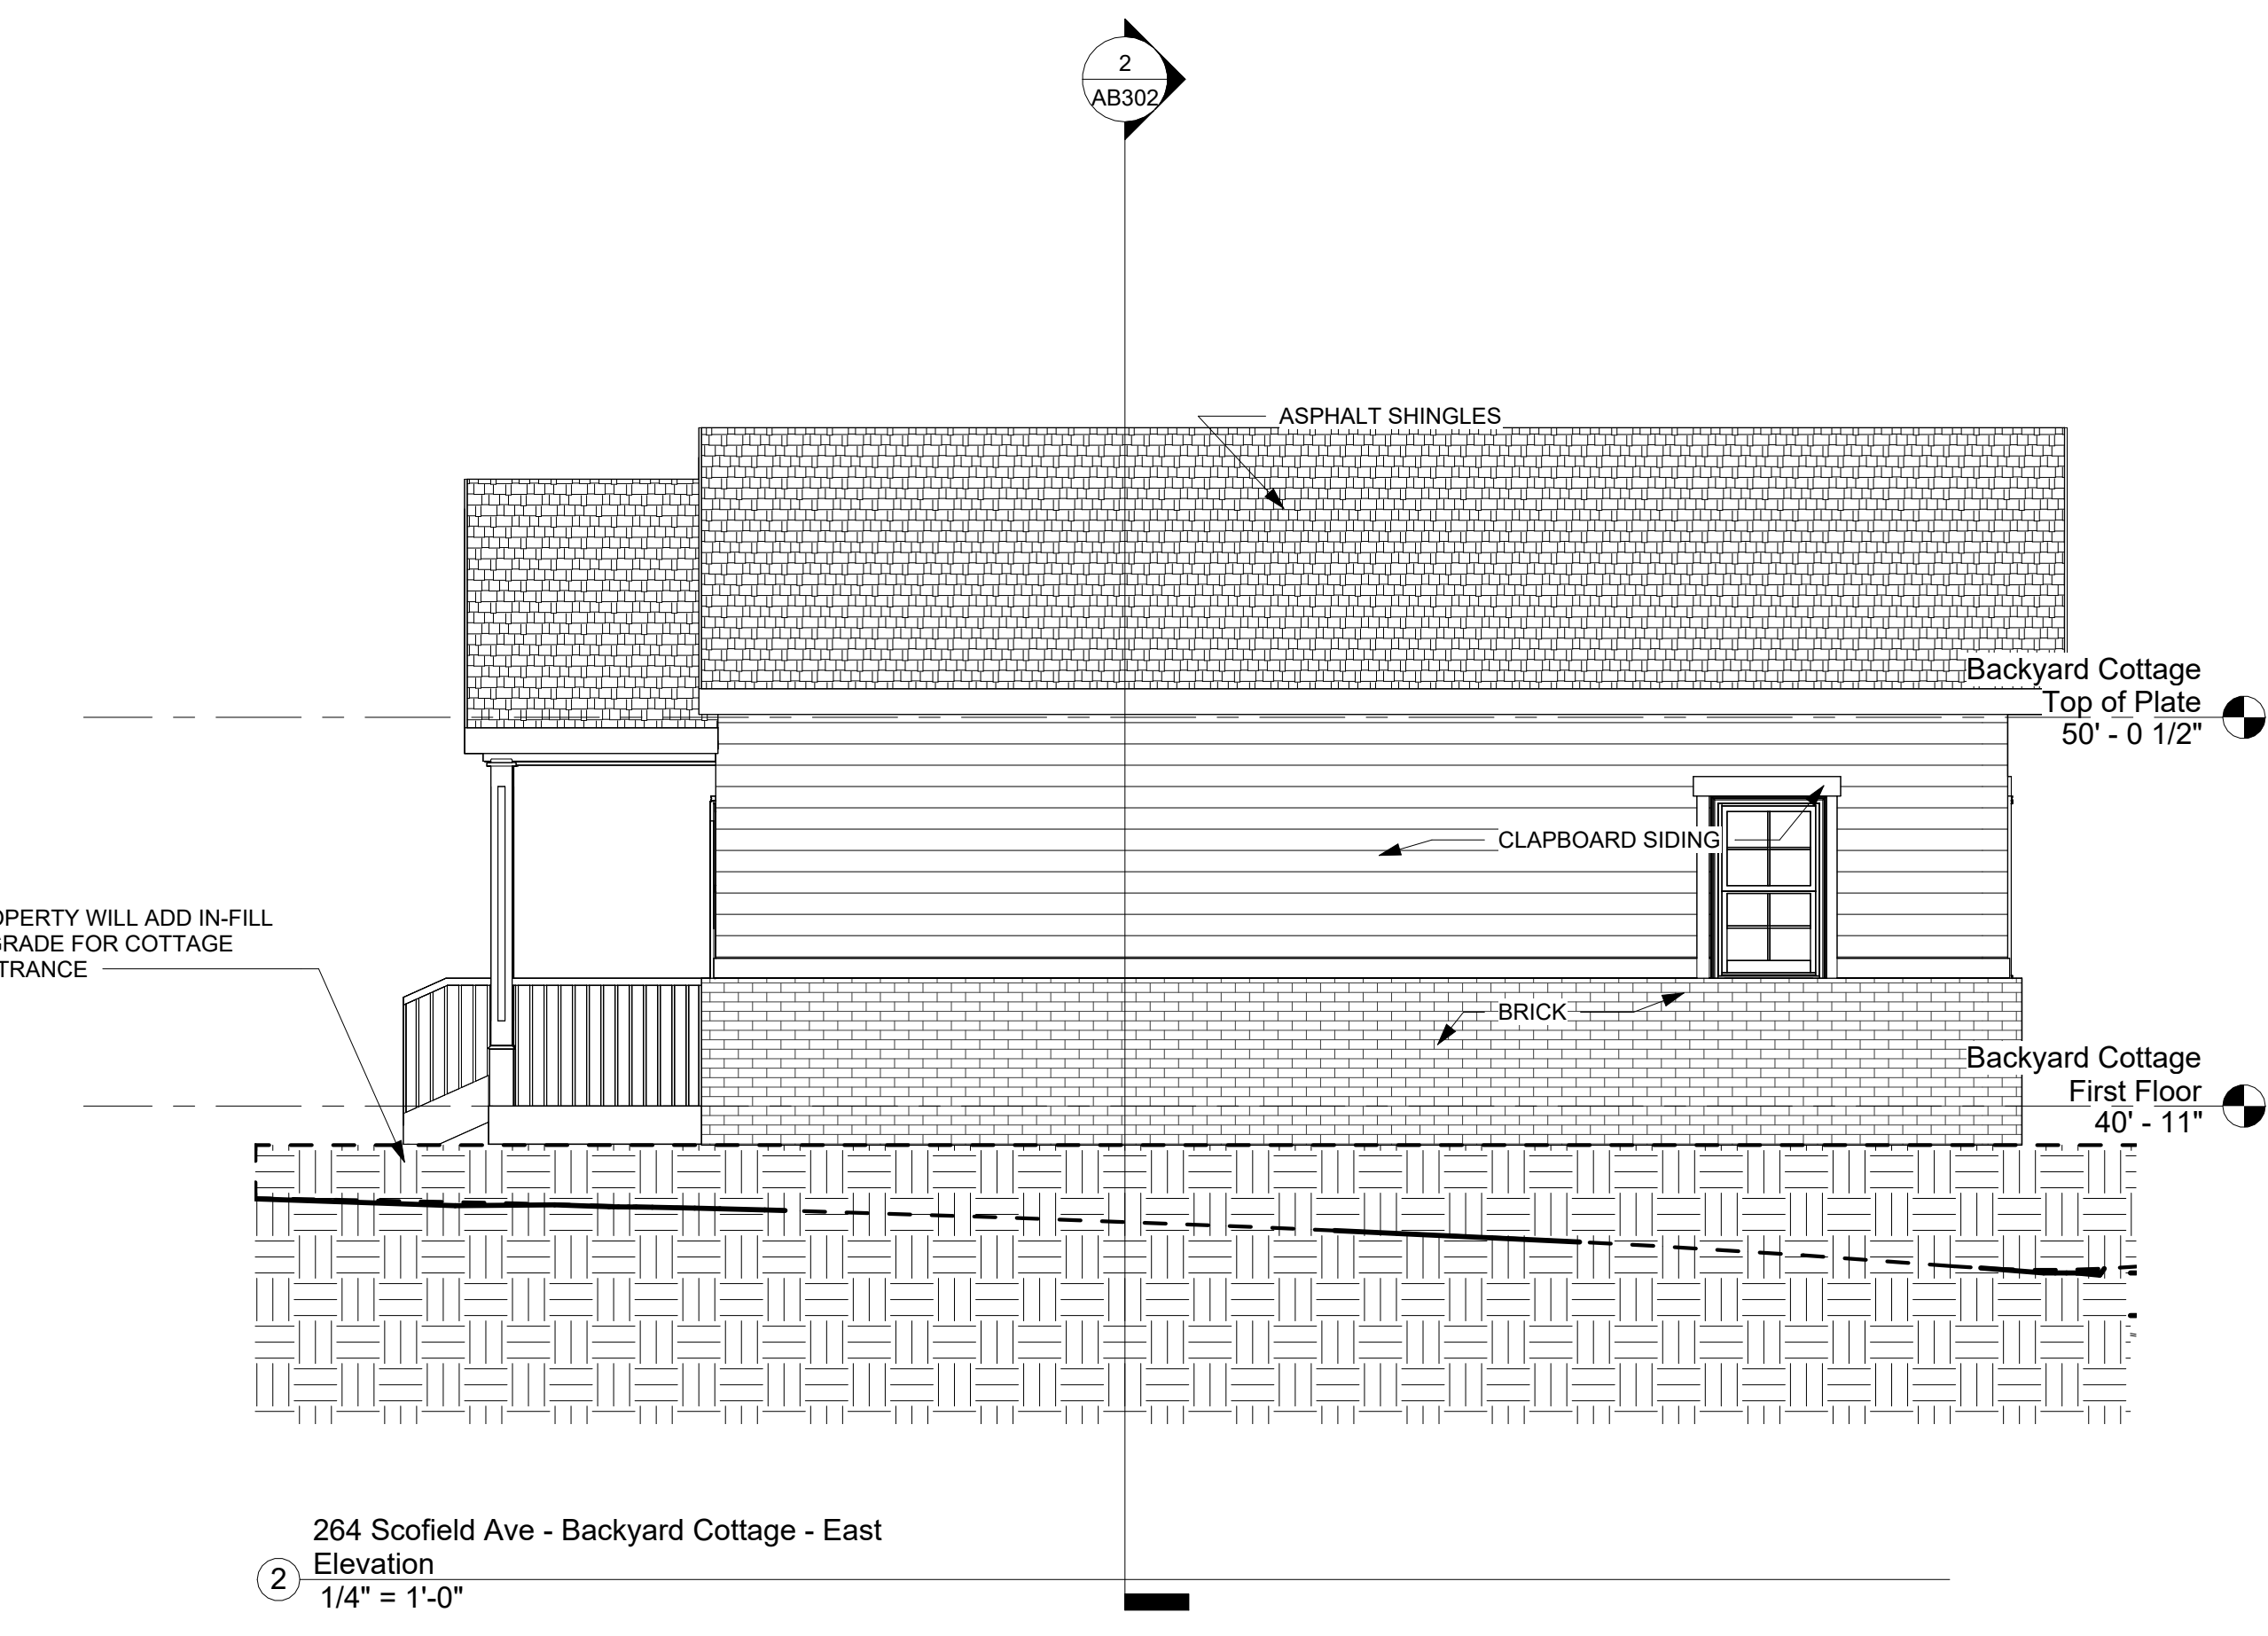 2
AB302
ASPHALT SHINGLES
Backyard Cottage
Top of Plate
50' - 0 1/2"
CLAPBOARD SIDING
OPERTY WILL ADD IN-FILL
GRADE FOR COTTAGE
TRANCE
BRICK
Backyard Cottage
First Floor
40' - 11"
264 Scofield Ave - Backyard Cottage - East
Elevation
2
1/4" = 1'-0"